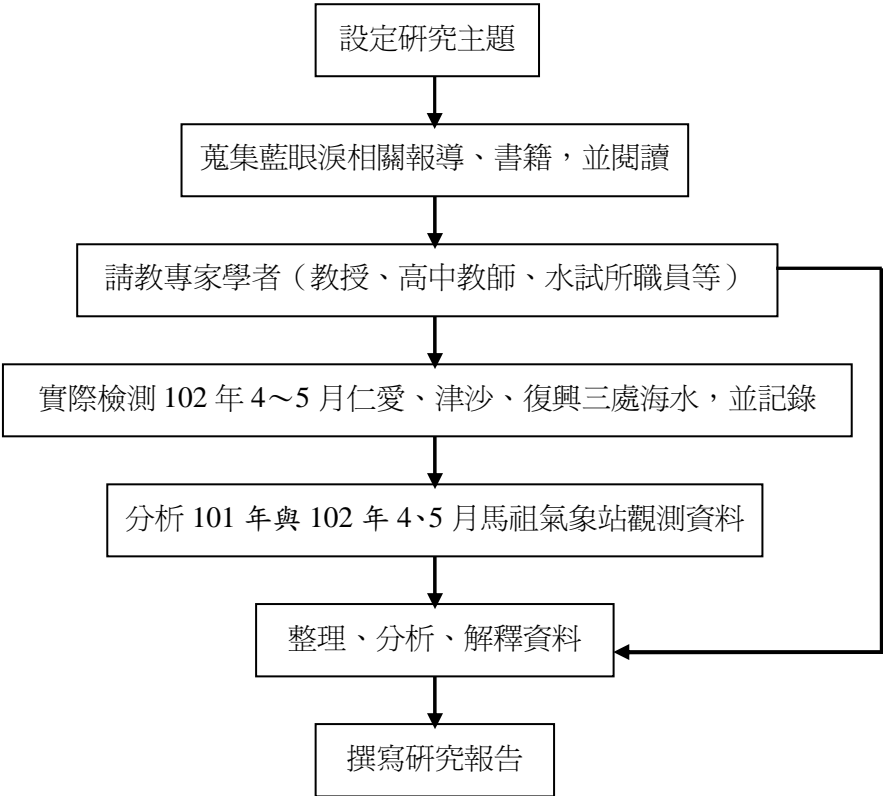 設定研究主題
蒐集藍眼淚相關報導、書籍，並閱讀
請教專家學者（教授、高中教師、水試所職員等）
實際檢測 102 年 4～5 月仁愛、津沙、復興三處海水，並記錄
分析 101 年與 102 年 4、5 月馬祖氣象站觀測資料
整理、分析、解釋資料
撰寫研究報告